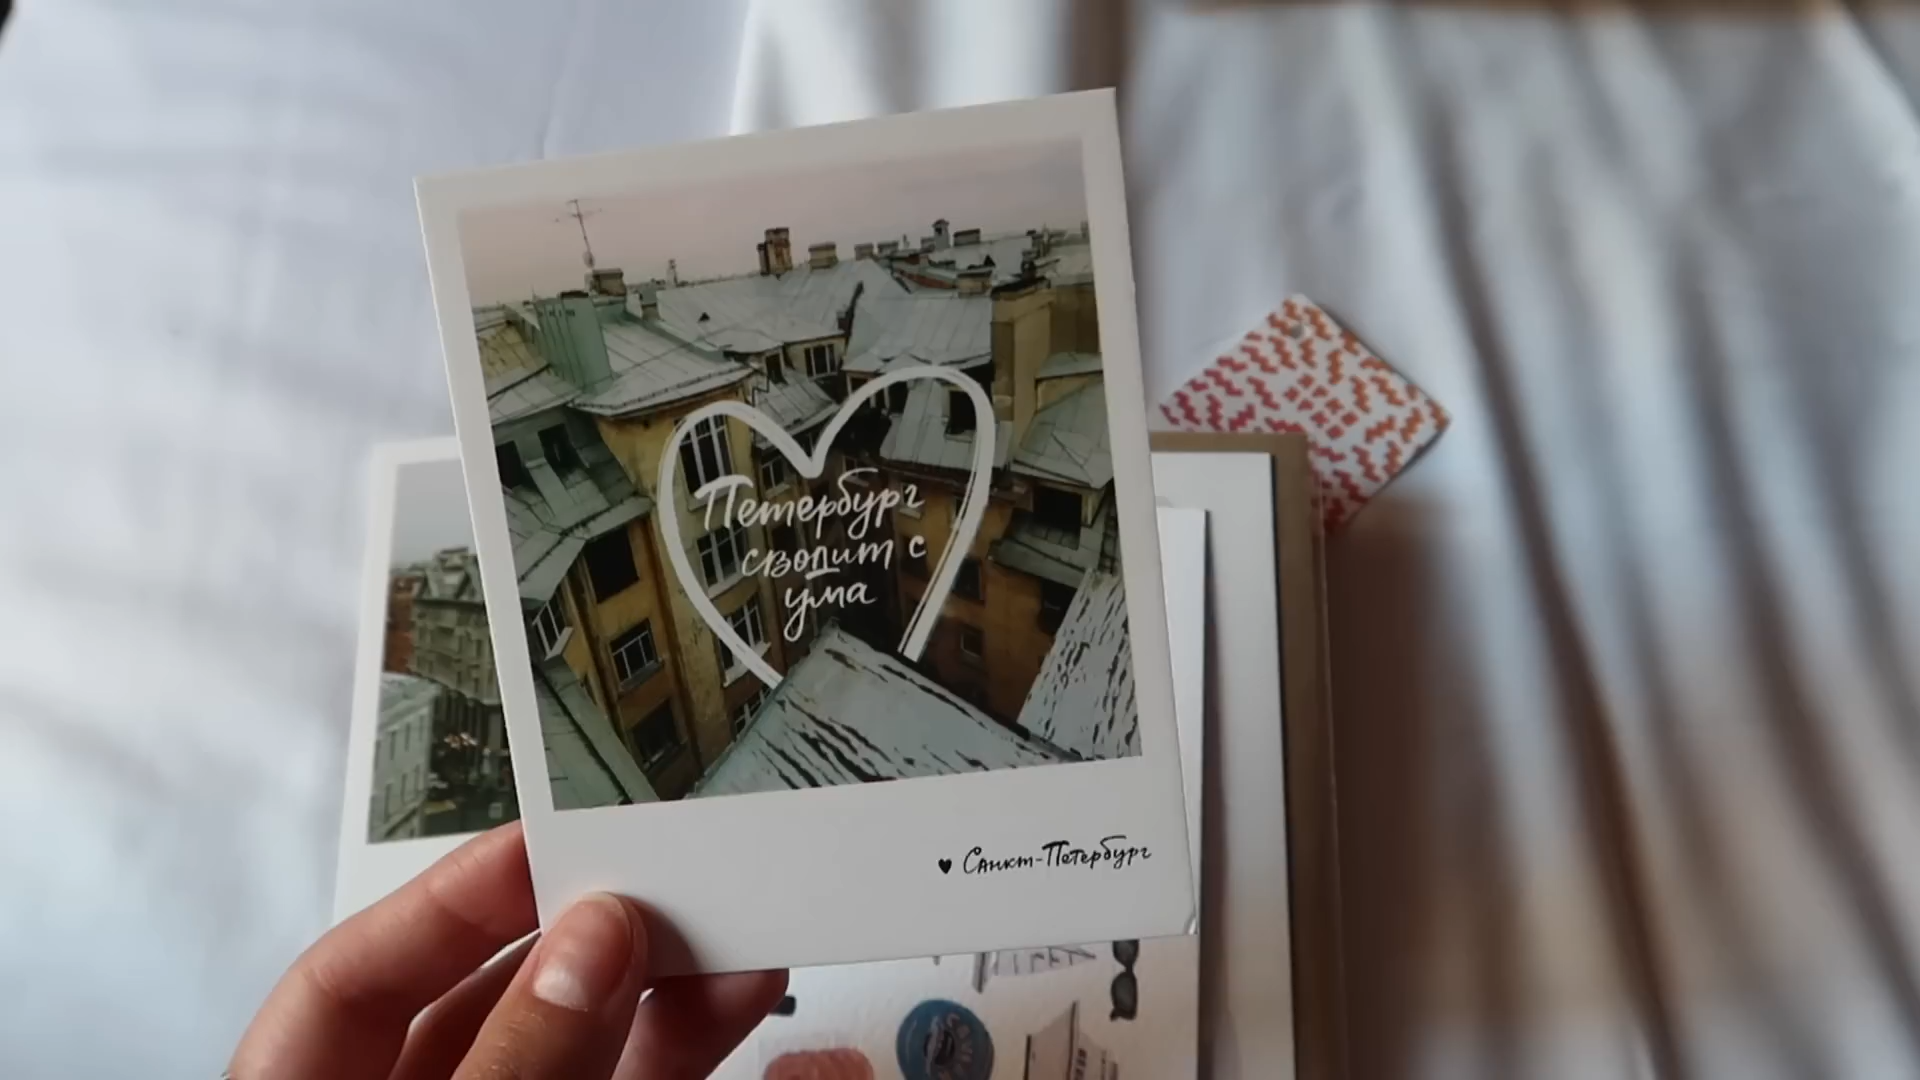 Петербург
сводит с
ума
♥ Санкт-Петербург